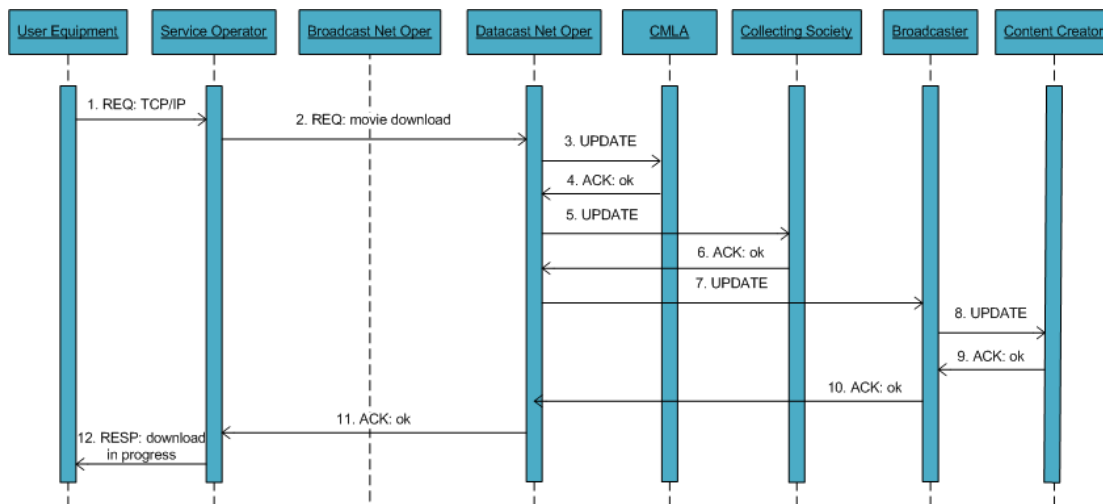 User Equipment
Service Operator
Broadcast Net Oper
Datacast Net Oper
CMLA
Collecting Society
Broadcaster
Content Creator
1. REQ: TCP/IP
2. REQ: movie download
3. UPDATE
4. ACK: ok
5. UPDATE
6. ACK: ok
7. UPDATE
8. UPDATE
9. ACK: ok
10. ACK: ok
11. ACK: ok
12. RESP: download
in progress